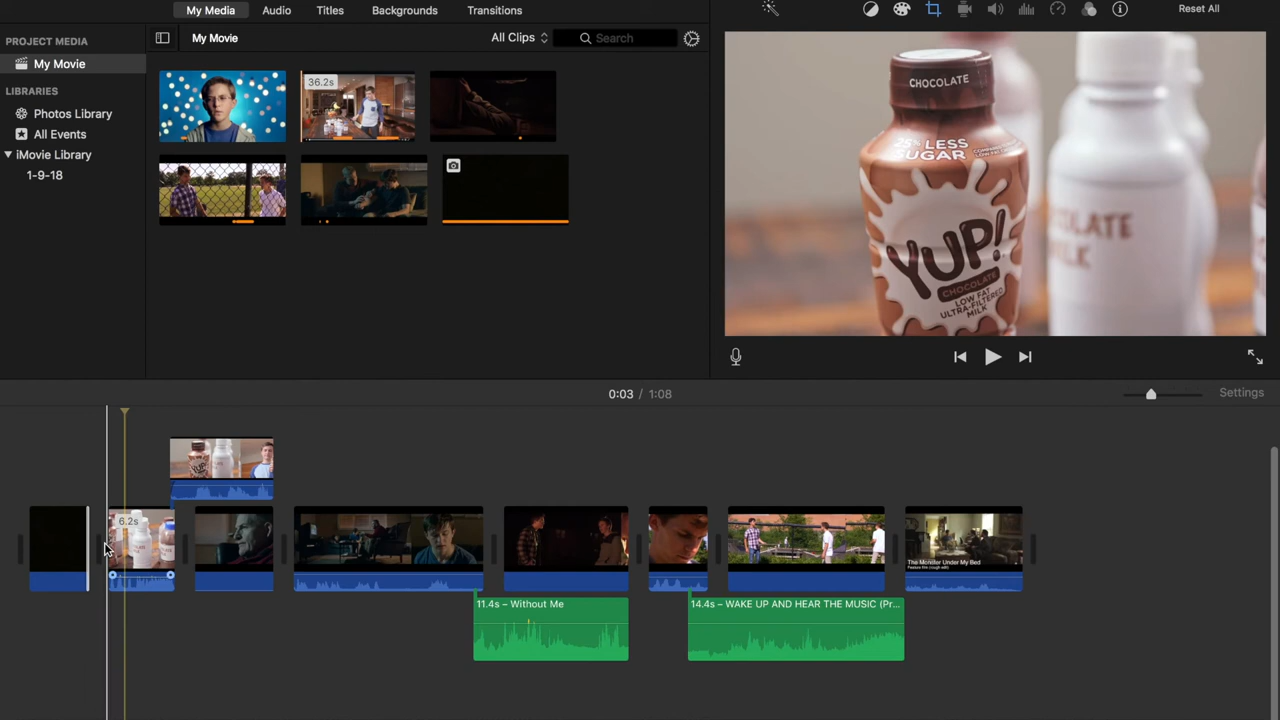 My Media Audio Titles Backgrounds Transitions
Reset All
PROJECT MEDIA
My Movie
All Clips
Search
My Movie
LIBRARIES
Photos Library
All Events
iMovie Library
1-9-18
36.2s
CHOCOLATE
25% LESS
SUGAR
YUP!
CHOCOLATE
LOW FAT
ULTRA-FILTERED
MILK
0:03 / 1:08
Settings
6.2s
The Monster Under My Bed
11.4s – Without Me
14.4s – WAKE UP AND HEAR THE MUSIC (Pr...